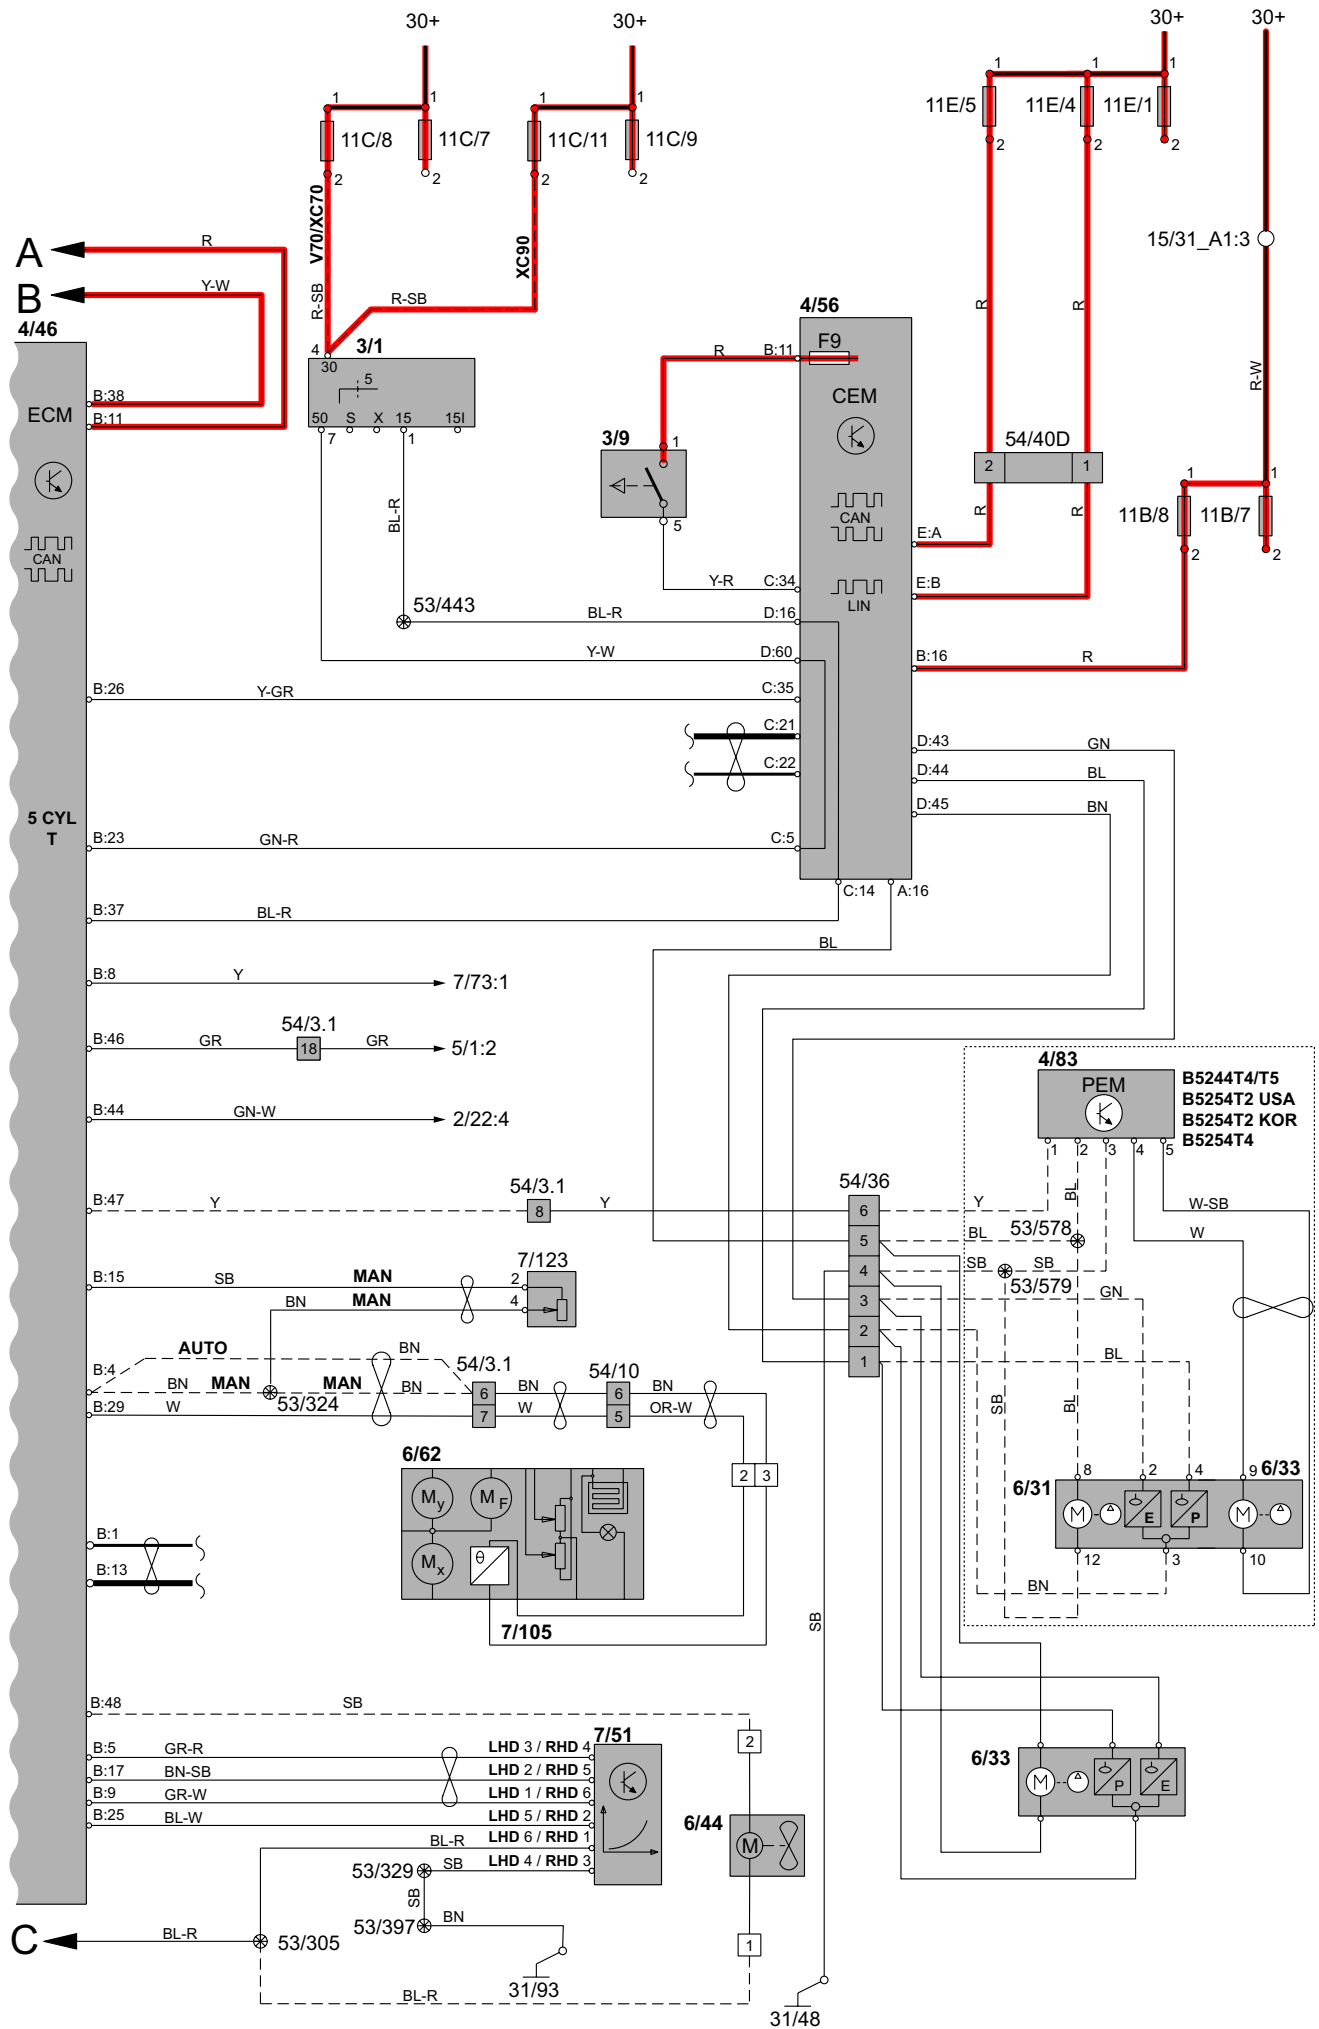 30+ 30+ 30+ 30+
1 1 1 1 1 1 1
11C/8 11C/7 11C/11 11C/9 11E/5 11E/4 11E/1
2 2 2 2 2 2 2
V70/XC70
XC90
A R
15/31_A1:3
B Y-W
R-SB R-SB R R
4/46 4/56
4 3/1 F9
30 R B:11
R-W
5 CEM
B:38
ECM B:11
50 S X 15 15I
7 1 3/9 1 54/40D
2 1
1 1
BL-R R R
11B/8 11B/7
CAN CAN
5 2 2
E:A
Y-R C:34 E:B
LIN
53/443 BL-R D:16
Y-W D:60 B:16 R
B:26 Y-GR C:35
C:21
D:43 GN
C:22 D:44 BL
D:45 BN
5 CYL
T
B:23 GN-R C:5
C:14 A:16
B:37 BL-R
BL
B:8 Y 7/73:1
54/3.1
B:46 GR 18 GR 5/1:2
4/83
PEM
B5244T4/T5
B5254T2 USA
B5254T2 KOR
B5254T4
B:44 GN-W 2/22:4
1 2 3 4 5
54/3.1 54/36
B:47 Y 8 Y 6 Y BL W-SB
5 BL 53/578 W
7/123
B:15 SB MAN 2 4 SB SB
53/579
BN MAN 4 3 GN
2
AUTO BN 1 BL
B:4 54/3.1 54/10
BN MAN MAN BN 6 BN 6 BN
53/324
B:29 W 7 W 5 OR-W
SB BL
6/62 2 3
8 2 4 9 6/33
6/31
My MF
M E P M
Mx θ
12 3 10
B:1
B:13 BN
SB
7/105
B:48 SB
7/51 2
B:5 GR-R LHD 3 / RHD 4
6/33
B:17 BN-SB LHD 2 / RHD 5
M P E
B:9 GR-W LHD 1 / RHD 6
B:25 BL-W LHD 5 / RHD 2 6/44
BL-R LHD 6 / RHD 1 M
53/329 SB LHD 4 / RHD 3
SB
53/397 BN
C BL-R 53/305 1
31/93
BL-R 31/48